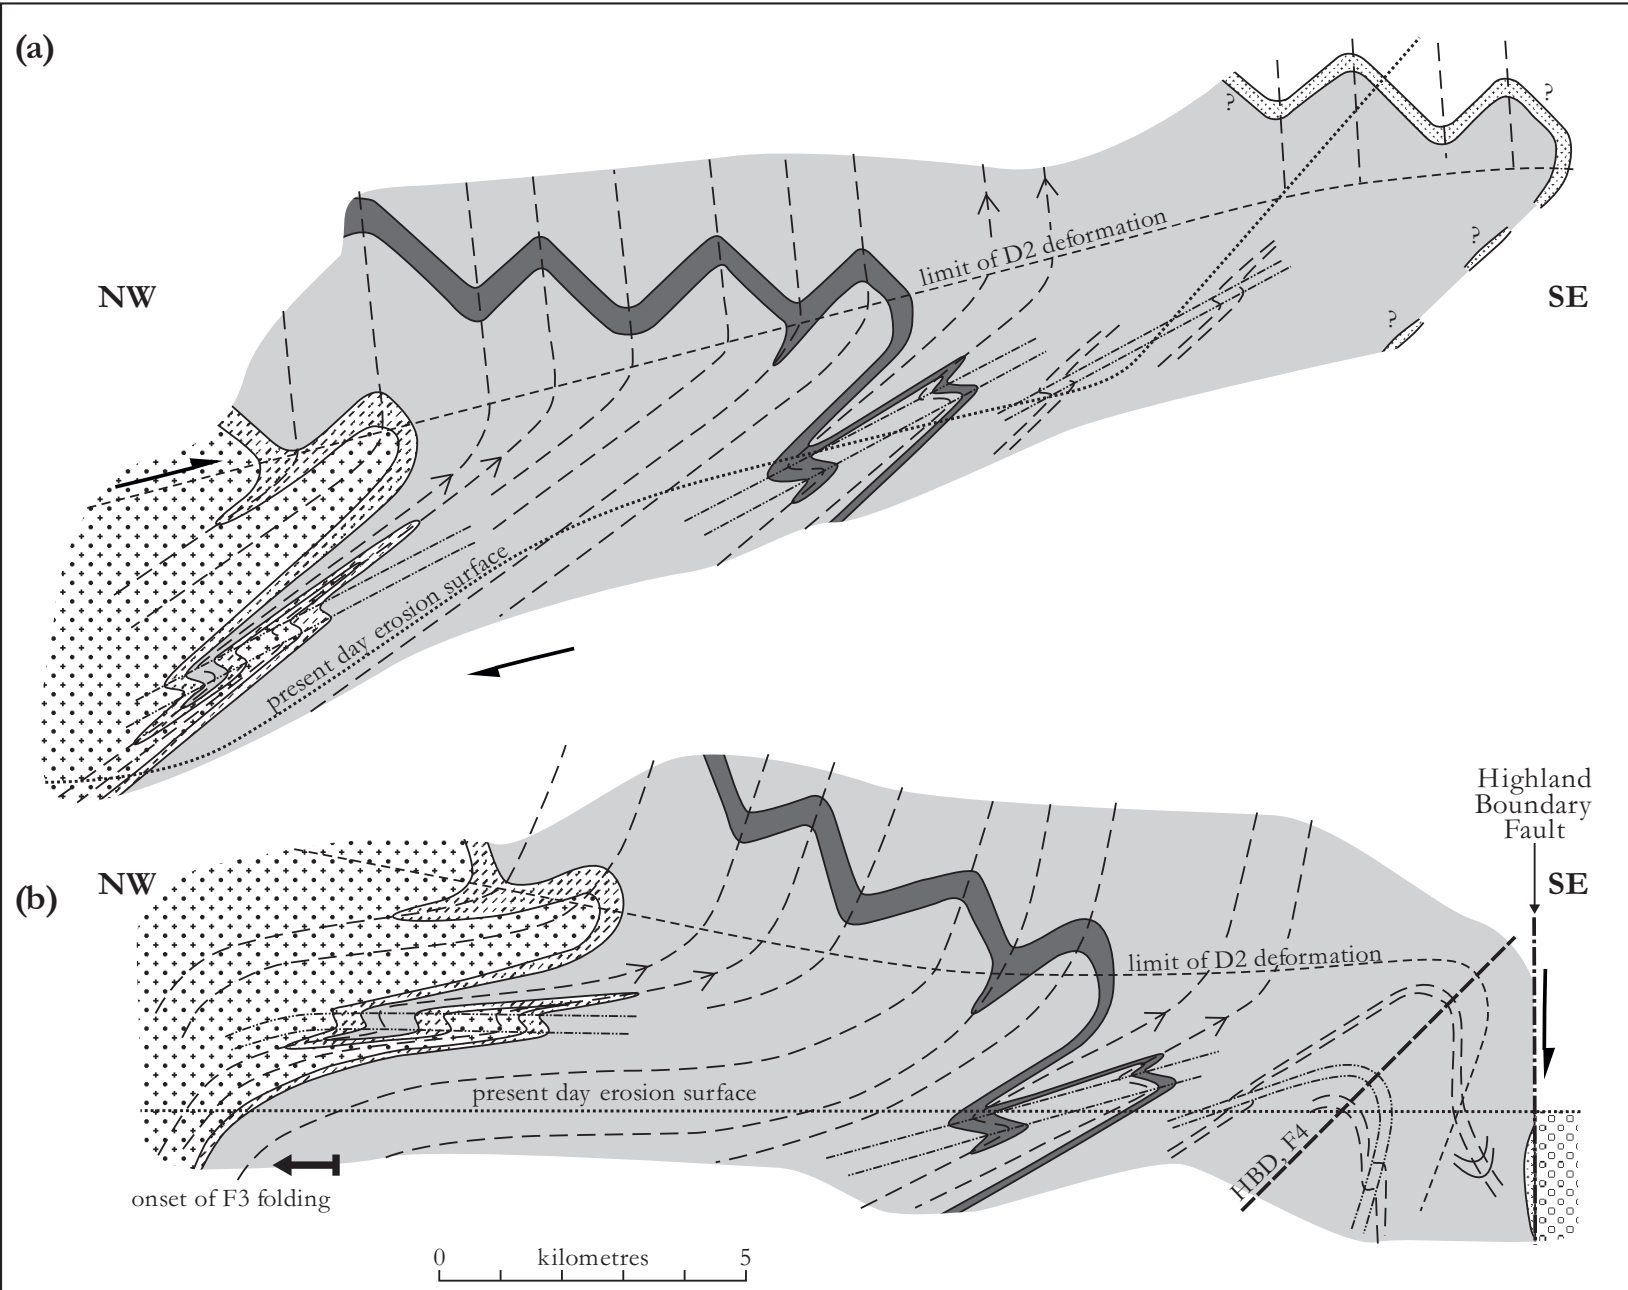 (a)
?
?
limit of D2 deformation
?
NW
SE
?
present day erosion surface
Highland
Boundary
Fault
NW
SE
(b)
limit of D2 deformation
present day erosion surface
HBD, F4
onset of F3 folding
0 kilometres 5